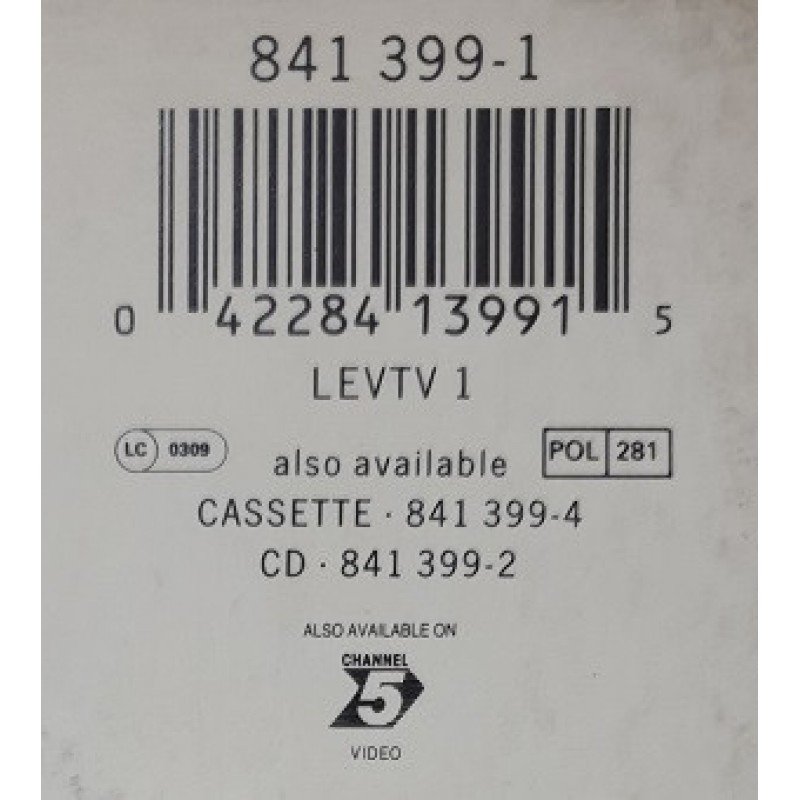 841 399-1
0 42284 13991 5
LEVTV 1
LC 0309
also available
POL 281
CASSETTE · 841 399-4
CD · 841 399-2
ALSO AVAILABLE ON
CHANNEL
5
VIDEO